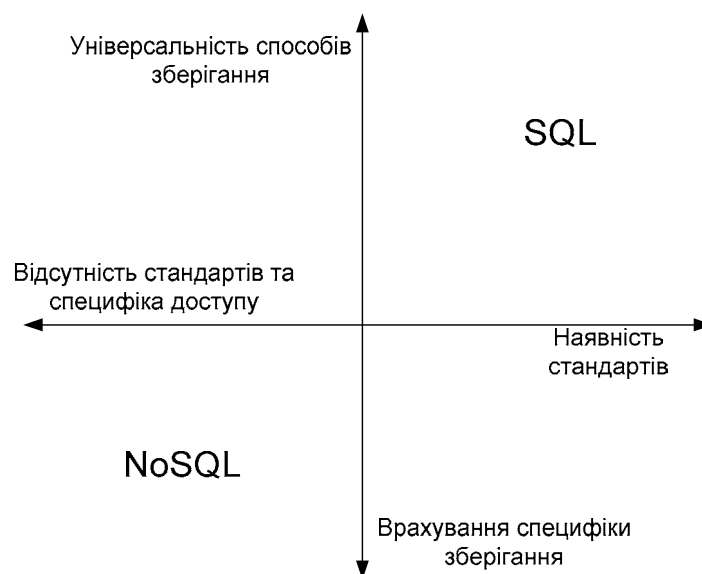 Універсальність способів
зберігання
SQL
Відсутність стандартів та
специфіка доступу
Наявність
стандартів
NoSQL
Врахування специфіки
зберігання